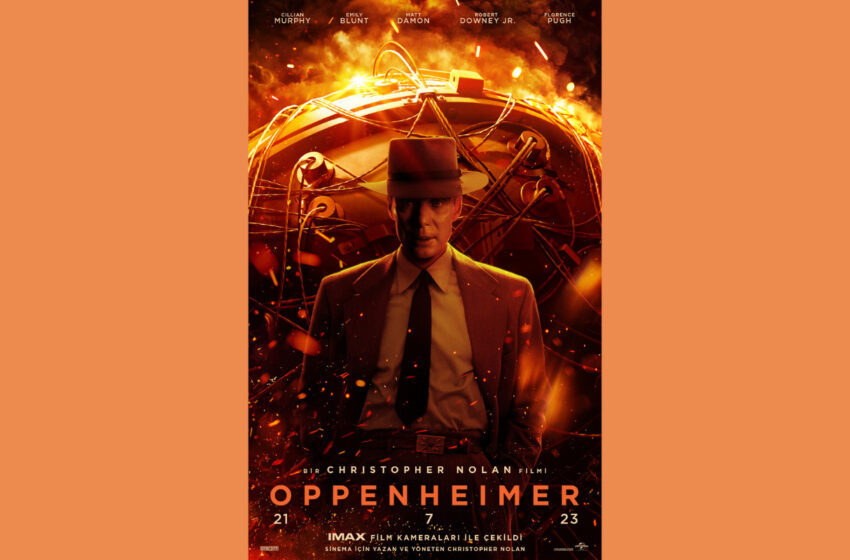 CILLIAN MURPHY / EMILY BLUNT
MATT DAMON
ROBERT DOWNEY JR.
FLORENCE PUGH
BIR CHRISTOPHER NOLAN FILMI
OPPENHEIMER
21 7 23
IMAX FILM KAMERALARI İLE ÇEKİLDİ
SİNEMA İÇİN YAZAN VE YÖNETEN CHRISTOPHER NOLAN